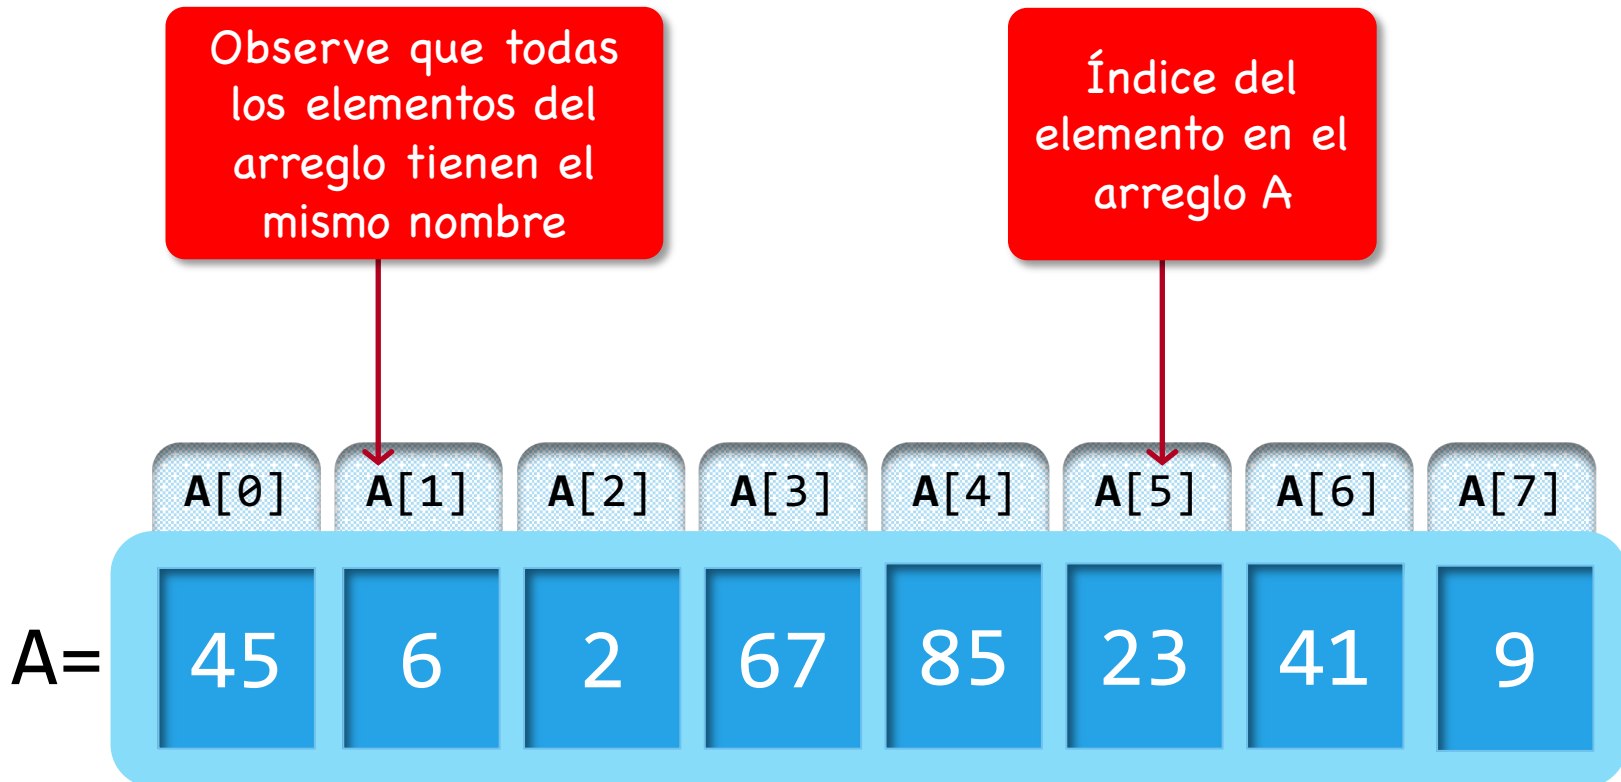 Observe que todas
los elementos del
arreglo tienen el
mismo nombre
Índice del
elemento en el
arreglo A
A[0] A[1] A[2] A[3] A[4] A[5] A[6] A[7]
A= 45 6 2 67 85 23 41 9